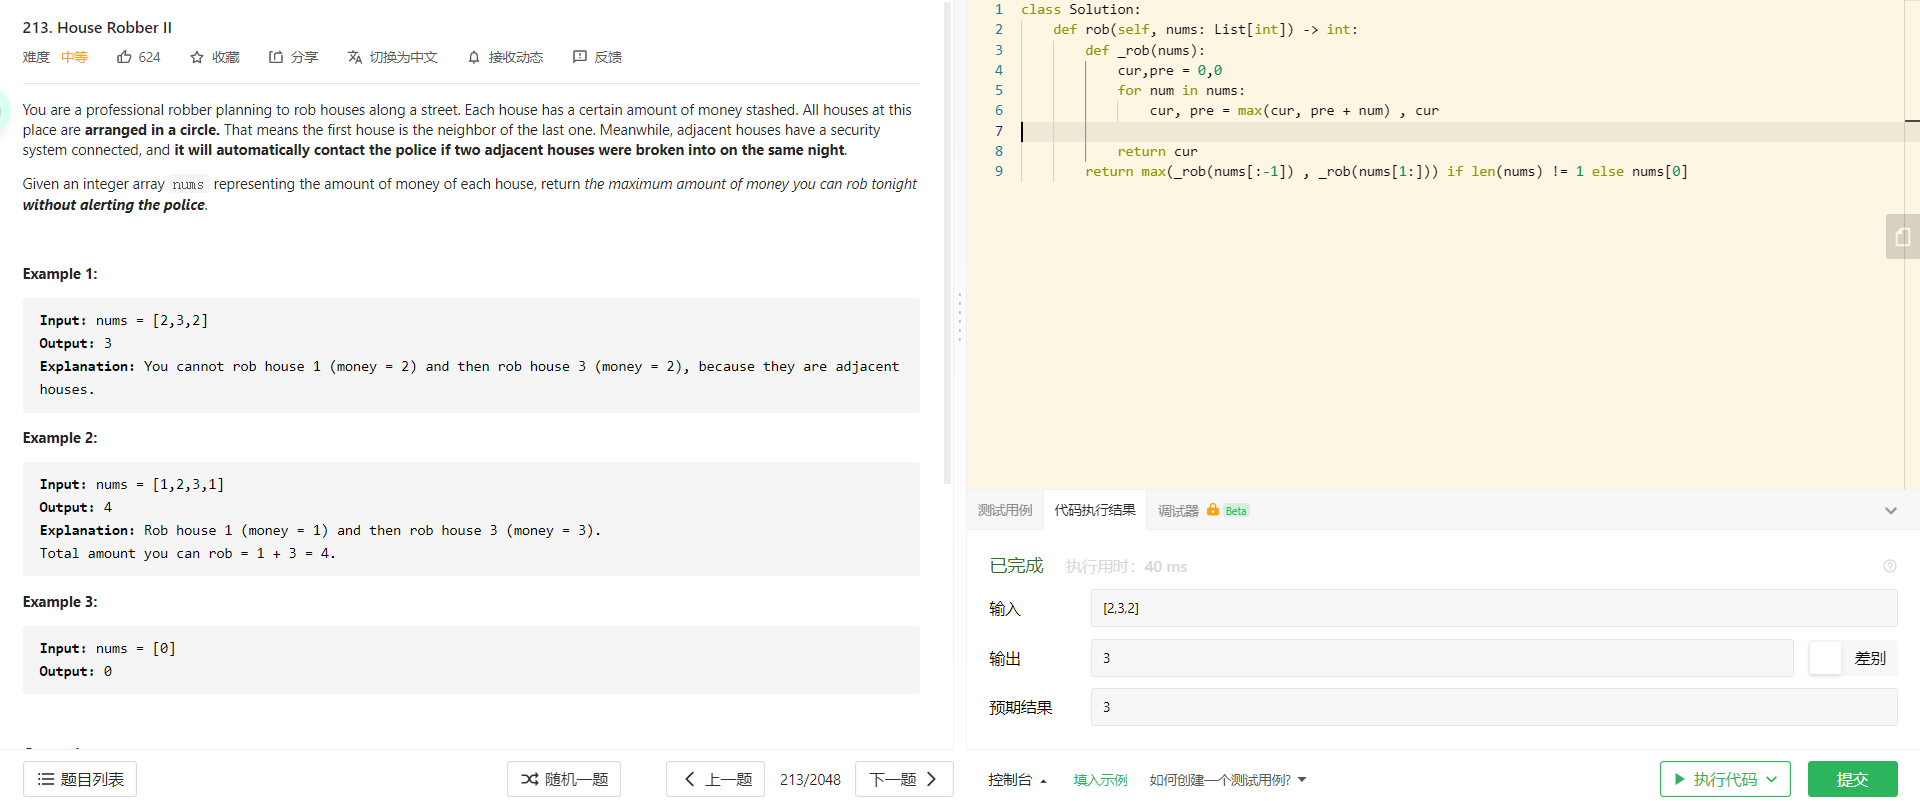 213. House Robber II
难度 中等 624 收藏 分享 切换为中文 接收动态 反馈
You are a professional robber planning to rob houses along a street. Each house has a certain amount of money stashed. All houses at this
place are arranged in a circle. That means the first house is the neighbor of the last one. Meanwhile, adjacent houses have a security
system connected, and it will automatically contact the police if two adjacent houses were broken into on the same night.
Given an integer array nums representing the amount of money of each house, return the maximum amount of money you can rob tonight
without alerting the police.
Example 1:
Input: nums = [2,3,2]
Output: 3
Explanation: You cannot rob house 1 (money = 2) and then rob house 3 (money = 2), because they are adjacent
houses.
Example 2:
Input: nums = [1,2,3,1]
Output: 4
Explanation: Rob house 1 (money = 1) and then rob house 3 (money = 3).
Total amount you can rob = 1 + 3 = 4.
Example 3:
Input: nums = [0]
Output: 0
题目列表 随机一题 上一题 213/2048 下一题
1 class Solution:
2 def rob(self, nums: List[int]) -> int:
3 def _rob(nums):
4 cur,pre = 0,0
5 for num in nums:
6 cur, pre = max(cur, pre + num) , cur
7
8 return cur
9 return max(_rob(nums[:-1]) , _rob(nums[1:])) if len(nums) != 1 else nums[0]
测试用例 代码执行结果 调试器 Beta
已完成 执行用时: 40 ms
输入 [2,3,2]
输出 3 差别
预期结果 3
控制台 填入示例 如何创建一个测试用例? 执行代码 提交